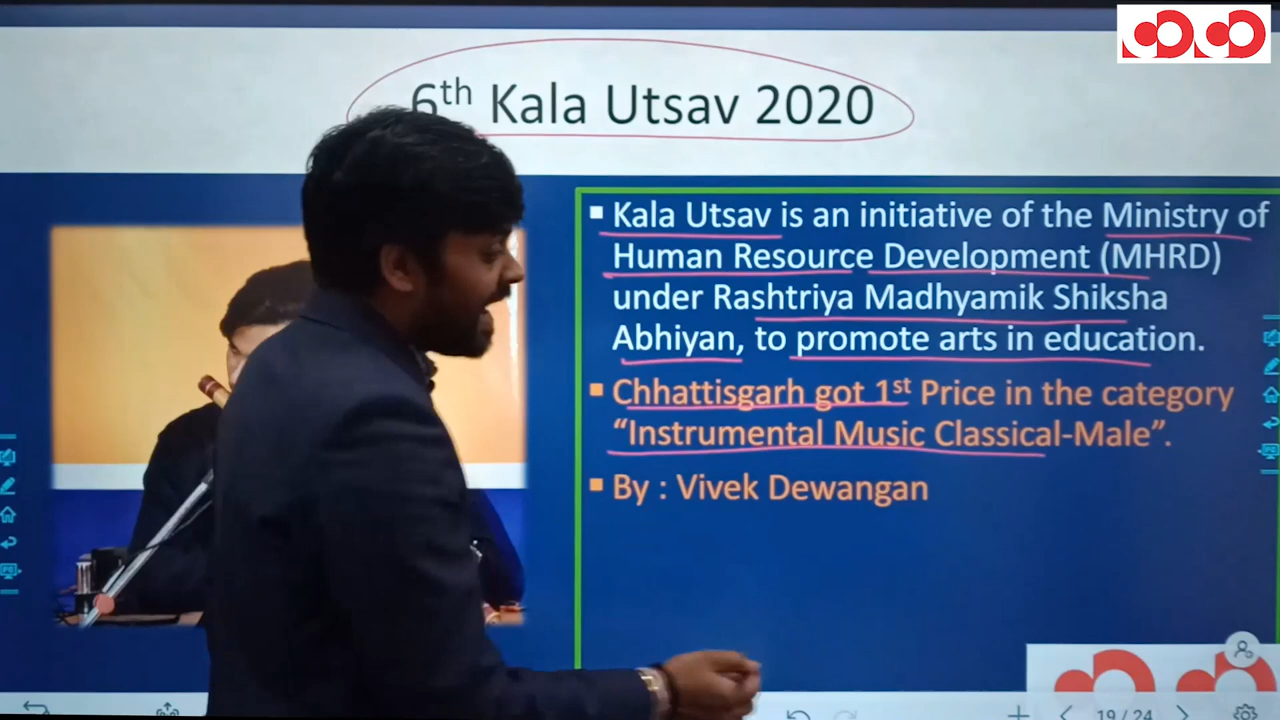 6th Kala Utsav 2020
▪ Kala Utsav is an initiative of the Ministry of
Human Resource Development (MHRD)
under Rashtriya Madhyamik Shiksha
Abhiyan, to promote arts in education.
▪ Chhattisgarh got 1st Price in the category
“Instrumental Music Classical-Male”.
▪ By : Vivek Dewangan
19 / 24